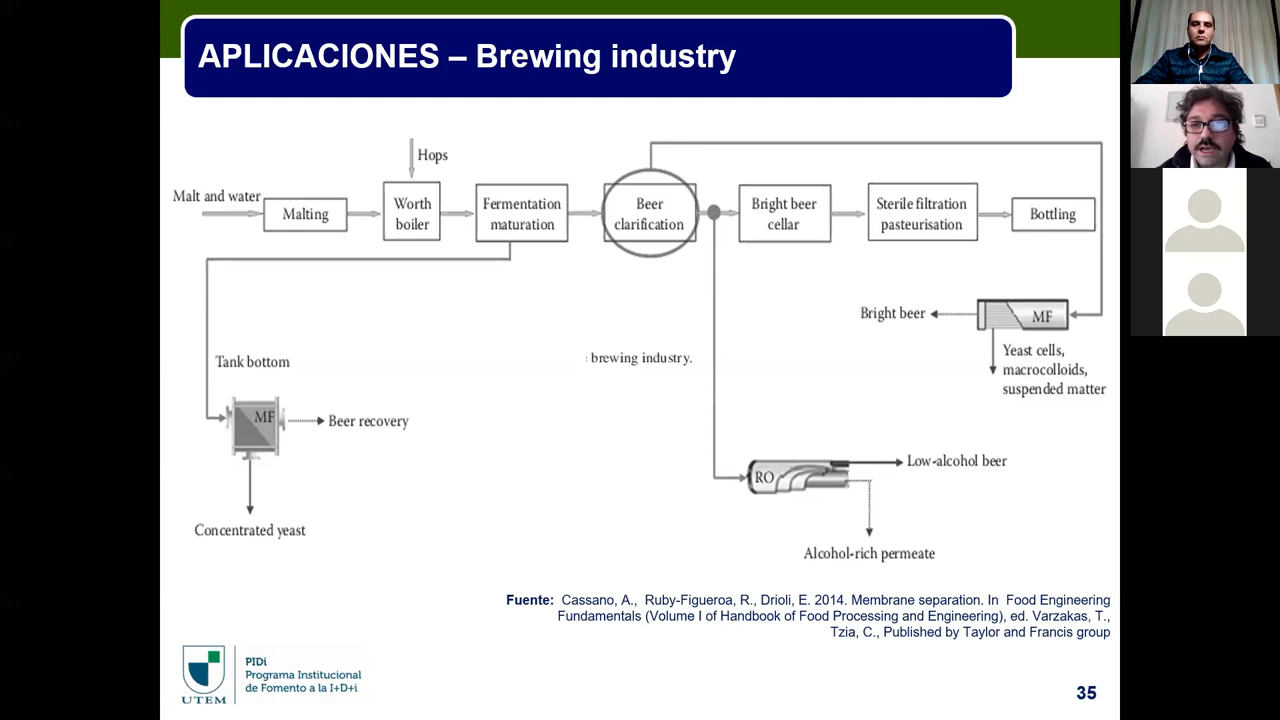 APLICACIONES – Brewing industry
Hops
Malt and water
Malting
Worth
boiler
Fermentation
maturation
Beer
clarification
Bright beer
cellar
Sterile filtration
pasteurisation
Bottling
Bright beer
MF
Yeast cells,
macrocolloids,
suspended matter
Tank bottom
: brewing industry.
MF
Beer recovery
Concentrated yeast
RO
Low-alcohol beer
Alcohol-rich permeate
Fuente: Cassano, A., Ruby-Figueroa, R., Drioli, E. 2014. Membrane separation. In Food Engineering
Fundamentals (Volume I of Handbook of Food Processing and Engineering), ed. Varzakas, T.,
Tzia, C., Published by Taylor and Francis group
UTEM
PIDi
Programa Institucional
de Fomento a la I+D+i
35